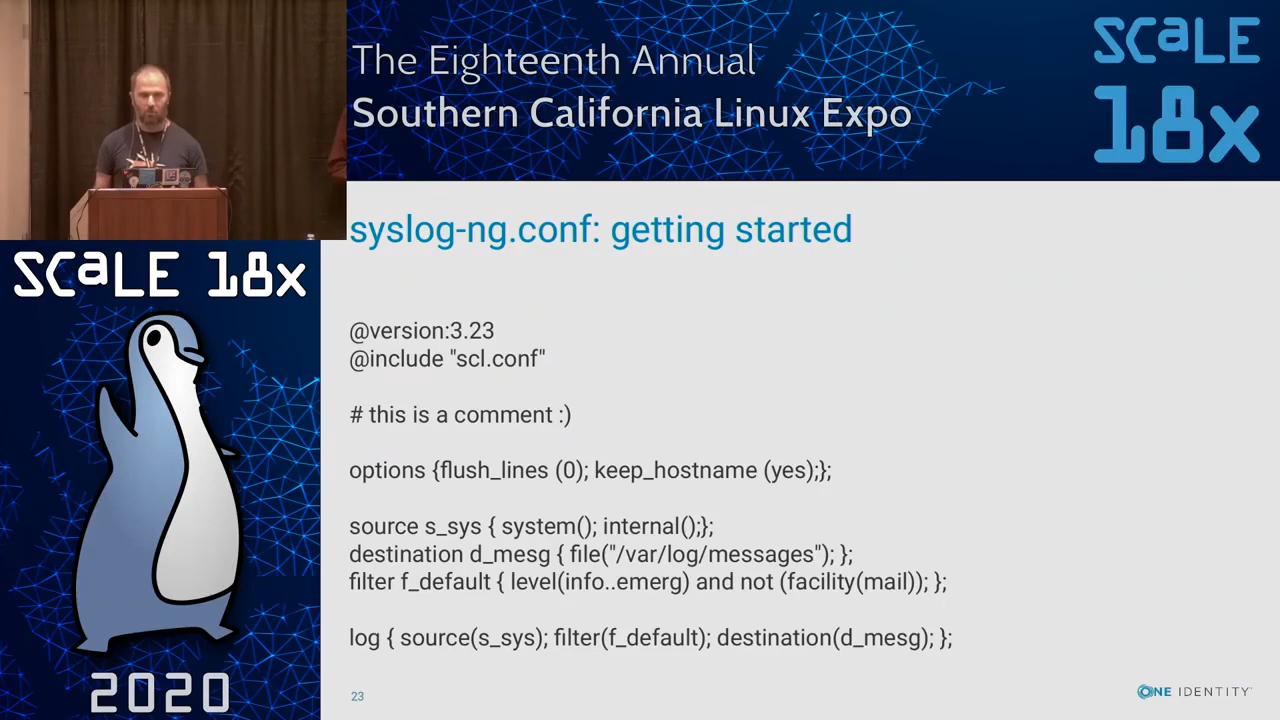 The Eighteenth Annual
Southern California Linux Expo
SCALE
18x
SCALE 18x
2020
syslog-ng.conf: getting started
@version:3.23
@include "scl.conf"
# this is a comment :)
options {flush_lines (0); keep_hostname (yes);};
source s_sys { system(); internal();};
destination d_mesg { file("/var/log/messages"); };
filter f_default { level(info..emerg) and not (facility(mail)); };
log { source(s_sys); filter(f_default); destination(d_mesg); };
23
ONE IDENTITY